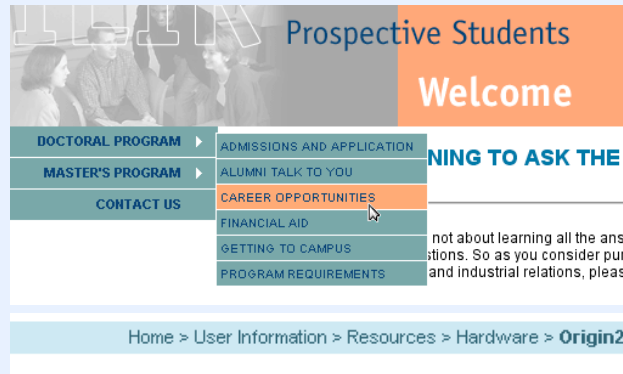 Prospective Students
Welcome
DOCTORAL PROGRAM
MASTER'S PROGRAM
CONTACT US
ADMISSIONS AND APPLICATION
ALUMNI TALK TO YOU
CAREER OPPORTUNITIES
FINANCIAL AID
GETTING TO CAMPUS
PROGRAM REQUIREMENTS
NING TO ASK THE
not about learning all the ans
stions. So as you consider pur
and industrial relations, pleas
Home > User Information > Resources > Hardware > Origin2